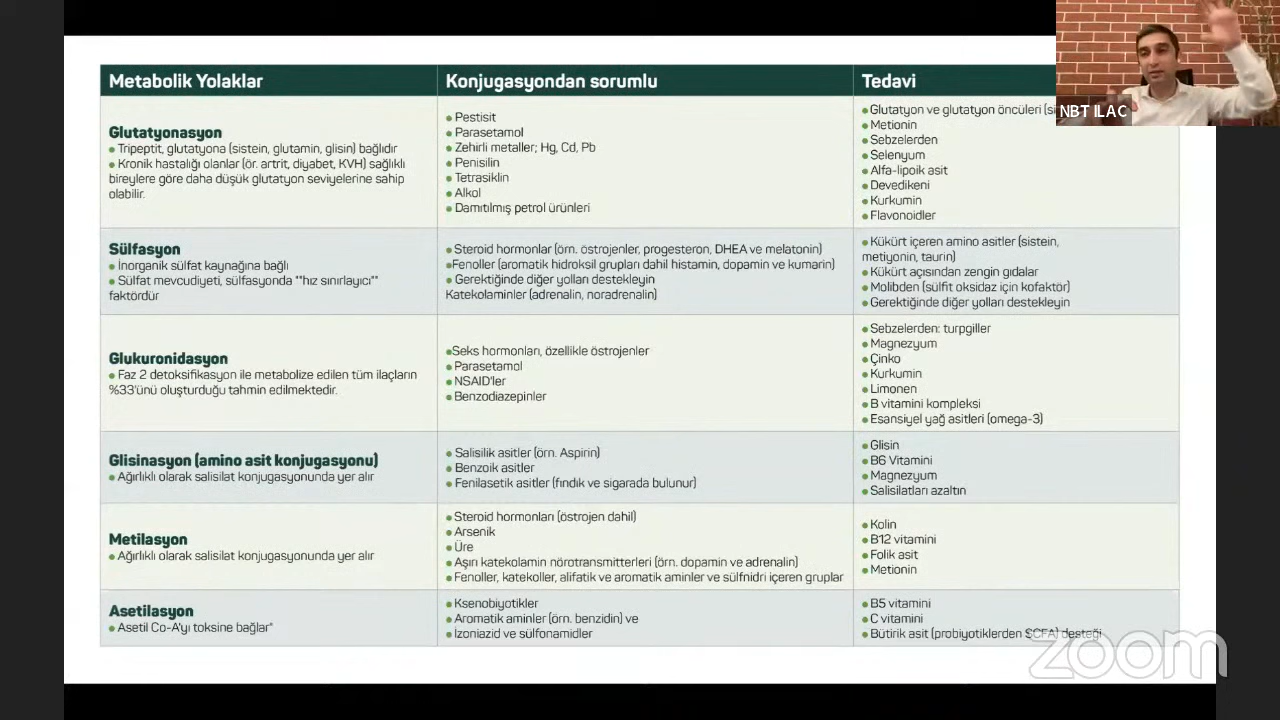 Metabolik Yolaklar
Konjugasyondan sorumlu
Tedavi
NBT ILAC
Glutatyonasyon
Tripeptit, glutatyona (sistein, glutamin, glisin) bağlıdır
Kronik hastalığı olanlar (ör. artrit, diyabet, KVH) sağlıklı
bireylere göre daha düşük glutatyon seviyelerine sahip
olabilir.
Pestisit
Parasetamol
Zehirli metaller; Hg, Cd, Pb
Penisilin
Tetrasiklin
Alkol
Damıtılmış petrol ürünleri
Glutatyon ve glutatyon öncüleri
Metionin
Sebzelerden
Selenyum
Alfa-lipoik asit
Devedikeni
Kurkumin
Flavonoidler
Sülfasyon
İnorganik sülfat kaynağına bağlı
Sülfat mevcudiyeti, sülfasyonda ""hız sınırlayıcı""
faktördür
Steroid hormonlar (örn. östrojenler, progesteron, DHEA ve melatonin)
Fenoller (aromatik hidroksil grupları dahil histamin, dopamin ve kumarin)
Gerektiğinde diğer yolları destekleyin
Katekolaminler (adrenalin, noradrenalin)
Kükürt içeren amino asitler (sistein,
metiyonin, taurin)
Kükürt açısından zengin gıdalar
Molibden (sülfit oksidaz için kofaktör)
Gerektiğinde diğer yolları destekleyin
Glukuronidasyon
Faz 2 detoksifikasyon ile metabolize edilen tüm ilaçların
%33'ünü oluşturduğu tahmin edilmektedir.
Seks hormonları, özellikle östrojenler
Parasetamol
NSAID'ler
Benzodiazepinler
Sebzelerden: turpgiller
Magnezyum
Çinko
Kurkumin
Limonen
B vitamini kompleksi
Esansiyel yağ asitleri (omega-3)
Glisinasyon (amino asit konjugasyonu)
Ağırlıklı olarak salisilat konjugasyonunda yer alır
Salisilik asitler (örn. Aspirin)
Benzoik asitler
Fenilasetik asitler (fındık ve sigarada bulunur)
Glisin
B6 Vitamini
Magnezyum
Salisilatları azaltın
Metilasyon
Ağırlıklı olarak salisilat konjugasyonunda yer alır
Steroid hormonları (östrojen dahil)
Arsenik
Üre
Aşırı katekolamin nörotransmitterleri (örn. dopamin ve adrenalin)
Fenoller, katekoller, alifatik ve aromatik aminler ve sülfnidri içeren gruplar
Kolin
B12 vitamini
Folik asit
Metionin
Asetilasyon
Asetil Co-A'yı toksine bağlar"
Ksenobiyotikler
Aromatik aminler (örn. benzidin) ve
İzoniazid ve sülfonamidler
B5 vitamini
C vitamini
Bütirik asit (probiyotiklerden SCFA) desteği
zoom